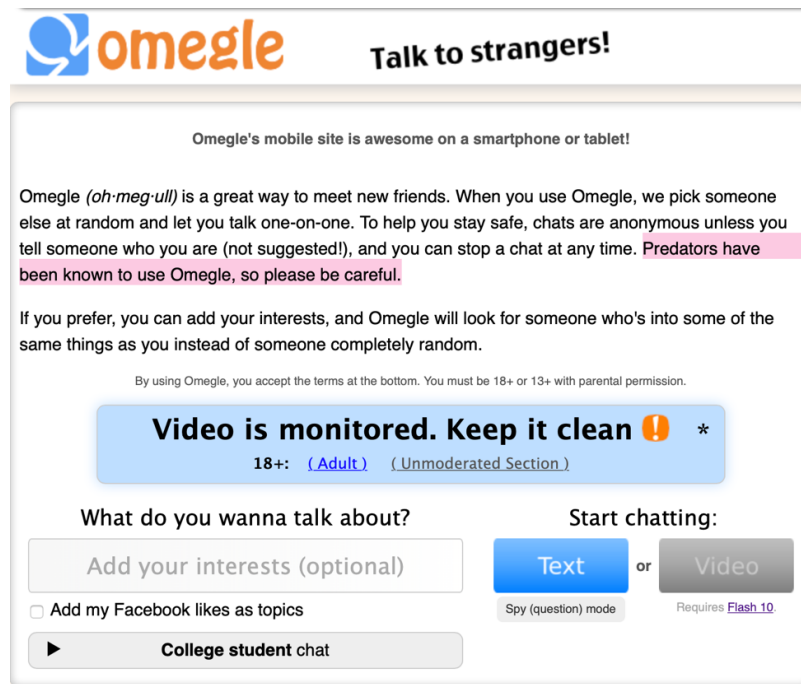 omegle
Talk to strangers!
Omegle's mobile site is awesome on a smartphone or tablet!
Omegle (oh·meg·ull) is a great way to meet new friends. When you use Omegle, we pick someone
else at random and let you talk one-on-one. To help you stay safe, chats are anonymous unless you
tell someone who you are (not suggested!), and you can stop a chat at any time. Predators have
been known to use Omegle, so please be careful.
If you prefer, you can add your interests, and Omegle will look for someone who's into some of the
same things as you instead of someone completely random.
By using Omegle, you accept the terms at the bottom. You must be 18+ or 13+ with parental permission.
Video is monitored. Keep it clean ! *
18+: (Adult) (Unmoderated Section)
What do you wanna talk about?
Add your interests (optional)
Add my Facebook likes as topics
College student chat
Start chatting:
Text or Video
Spy (question) mode
Requires Flash 10.